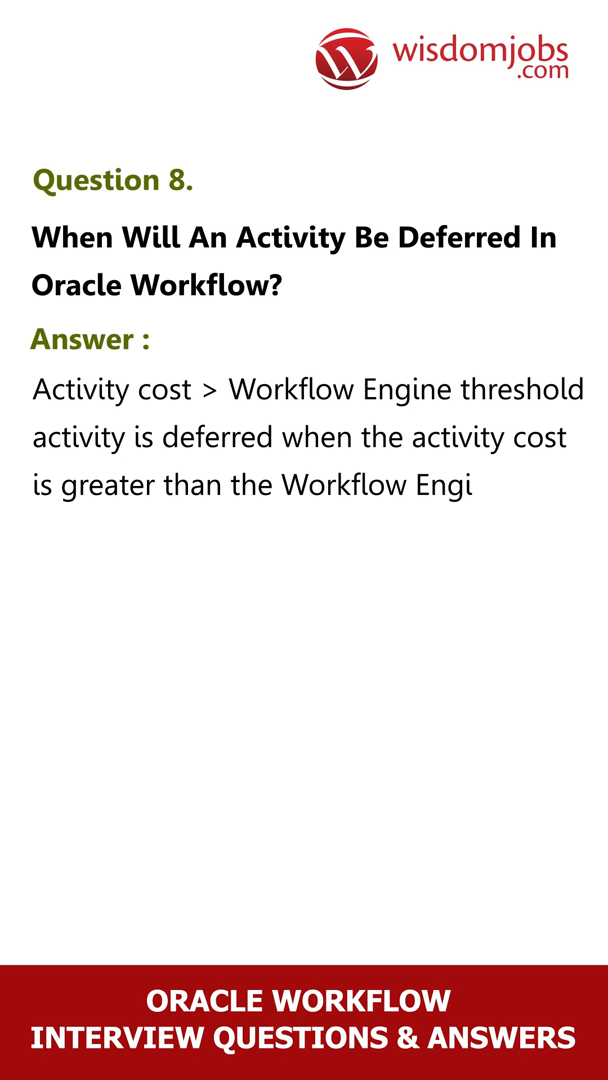 wisdomjobs
.com
Question 8.
When Will An Activity Be Deferred In
Oracle Workflow?
Answer :
Activity cost > Workflow Engine threshold
activity is deferred when the activity cost
is greater than the Workflow Engi
ORACLE WORKFLOW
INTERVIEW QUESTIONS & ANSWERS